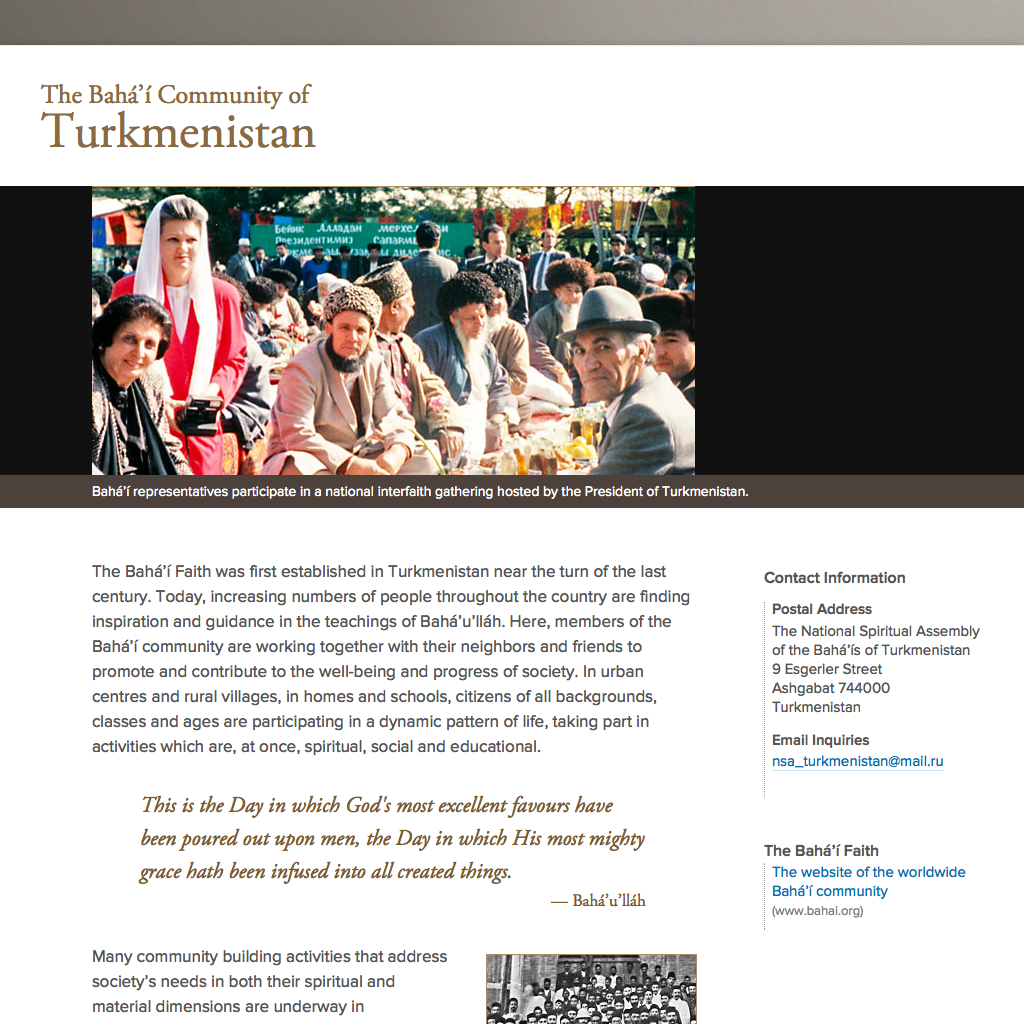 The Bahá’í Community of
Turkmenistan
Бейик Алладан
Президентимиз
Bahá’í representatives participate in a national interfaith gathering hosted by the President of Turkmenistan.
The Bahá’í Faith was first established in Turkmenistan near the turn of the last
century. Today, increasing numbers of people throughout the country are finding
inspiration and guidance in the teachings of Bahá’u’lláh. Here, members of the
Bahá’í community are working together with their neighbors and friends to
promote and contribute to the well-being and progress of society. In urban
centres and rural villages, in homes and schools, citizens of all backgrounds,
classes and ages are participating in a dynamic pattern of life, taking part in
activities which are, at once, spiritual, social and educational.
This is the Day in which God's most excellent favours have
been poured out upon men, the Day in which His most mighty
grace hath been infused into all created things.
— Bahá’u’lláh
Many community building activities that address
society’s needs in both their spiritual and
material dimensions are underway in
Contact Information
Postal Address
The National Spiritual Assembly
of the Bahá’ís of Turkmenistan
9 Esgerler Street
Ashgabat 744000
Turkmenistan
Email Inquiries
nsa_turkmenistan@mail.ru
The Bahá’í Faith
The website of the worldwide
Bahá’í community
(www.bahai.org)